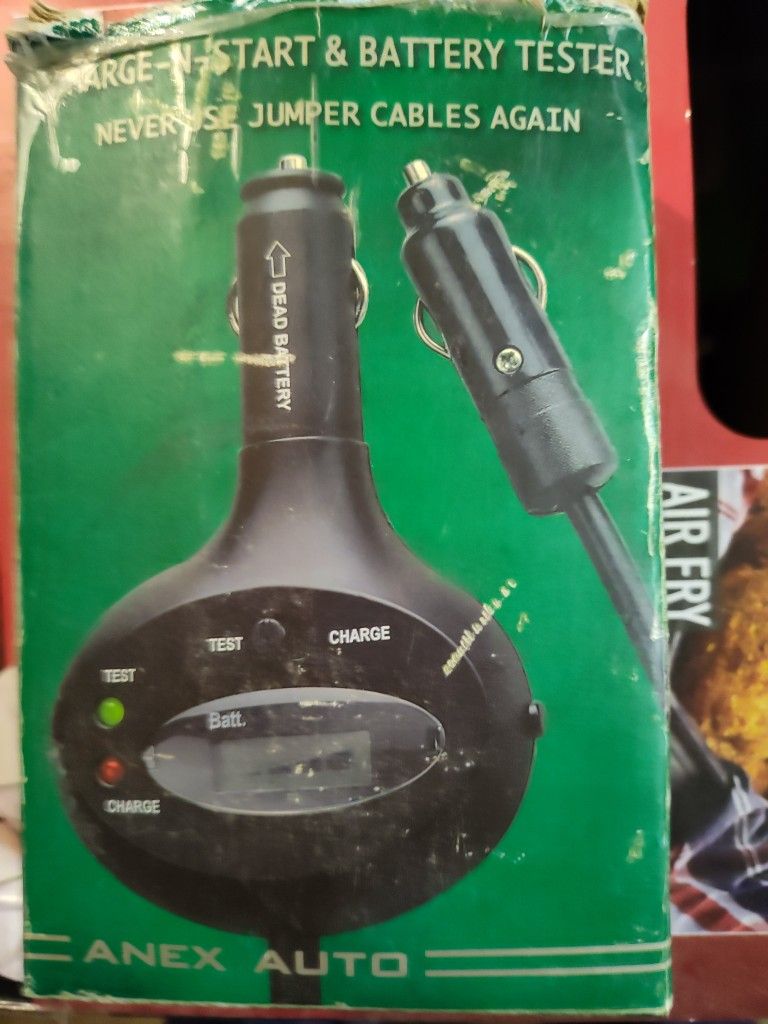 ARGE-N-START & BATTERY TESTER
NEVER USE JUMPER CABLES AGAIN
DEAD BATTERY
TEST CHARGE
TEST
Batt.
CHARGE
ANEX AUTO
AIR FRY